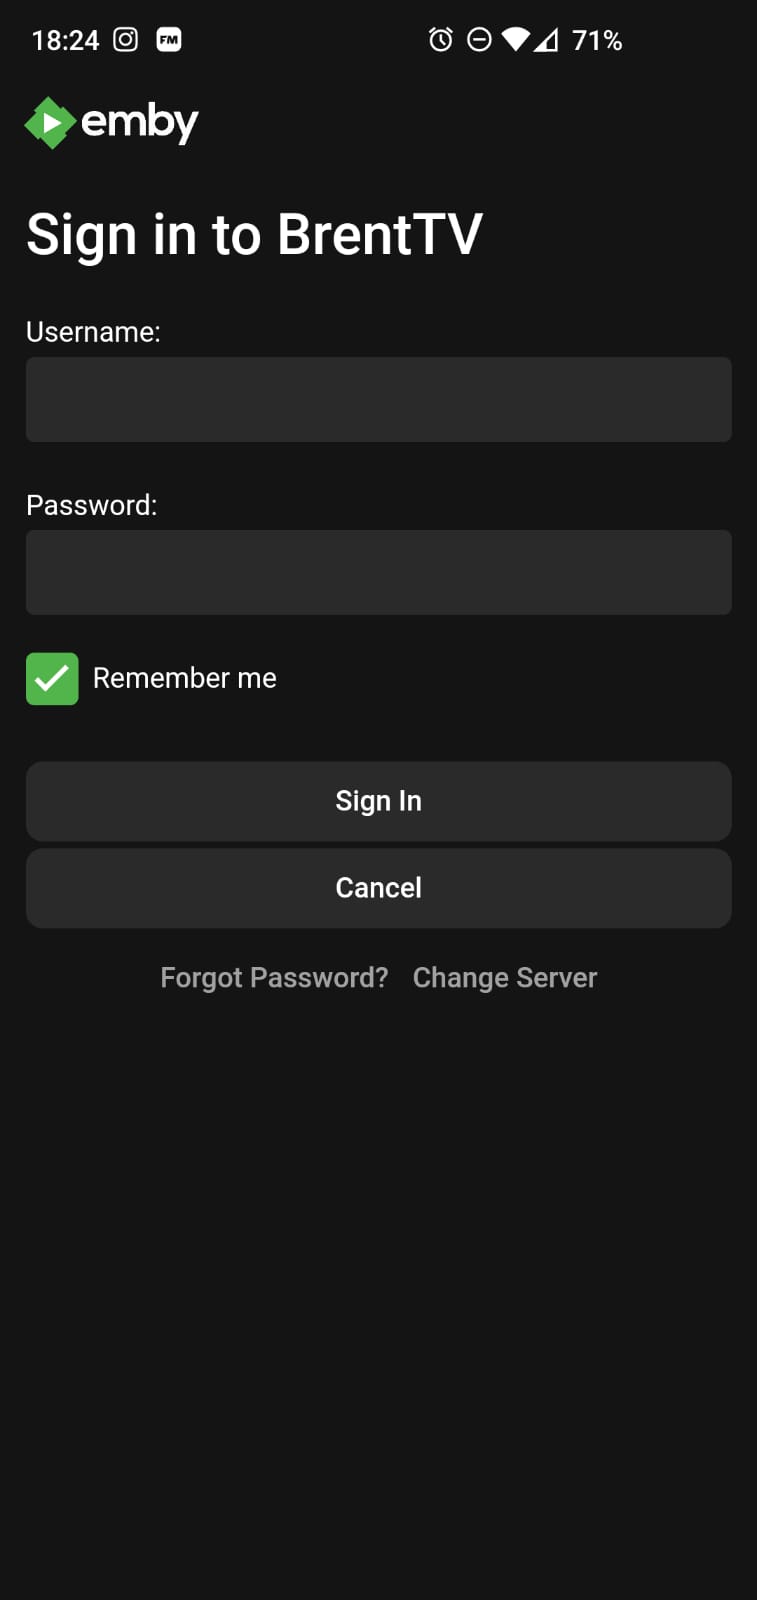 18:24 FM 71%
emby
Sign in to BrentTV
Username:
Password:
Remember me
Sign In
Cancel
Forgot Password? Change Server